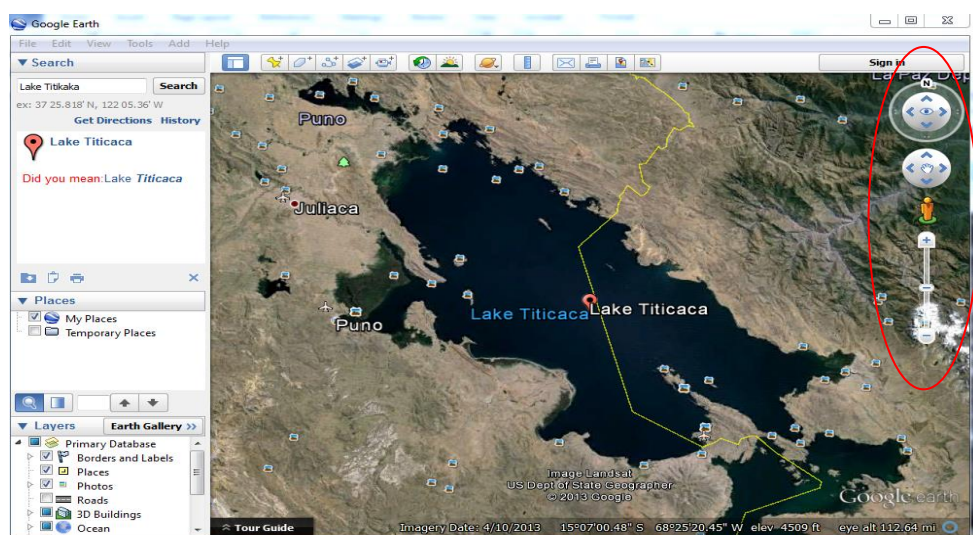 Google Earth
File Edit View Tools Add Help
Search
Sign in
Lake Titikaka
Search
ex: 37 25.818' N, 122 05.36' W
Get Directions History
Lake Titicaca
Did you mean:Lake Titicaca
Places
My Places
Temporary Places
Layers
Earth Gallery >>
Primary Database
Borders and Labels
Places
Photos
Roads
3D Buildings
Ocean
La Paz Dep
N
Puno
Juliaca
Puno
Lake Titicaca
Lake Titicaca
Image Landsat
US Dept of State Geographer
© 2013 Google
Google earth
Tour Guide
Imagery Date: 4/10/2013 15°07'00.48" S 68°25'20.45" W elev 4509 ft eye alt 112.64 mi